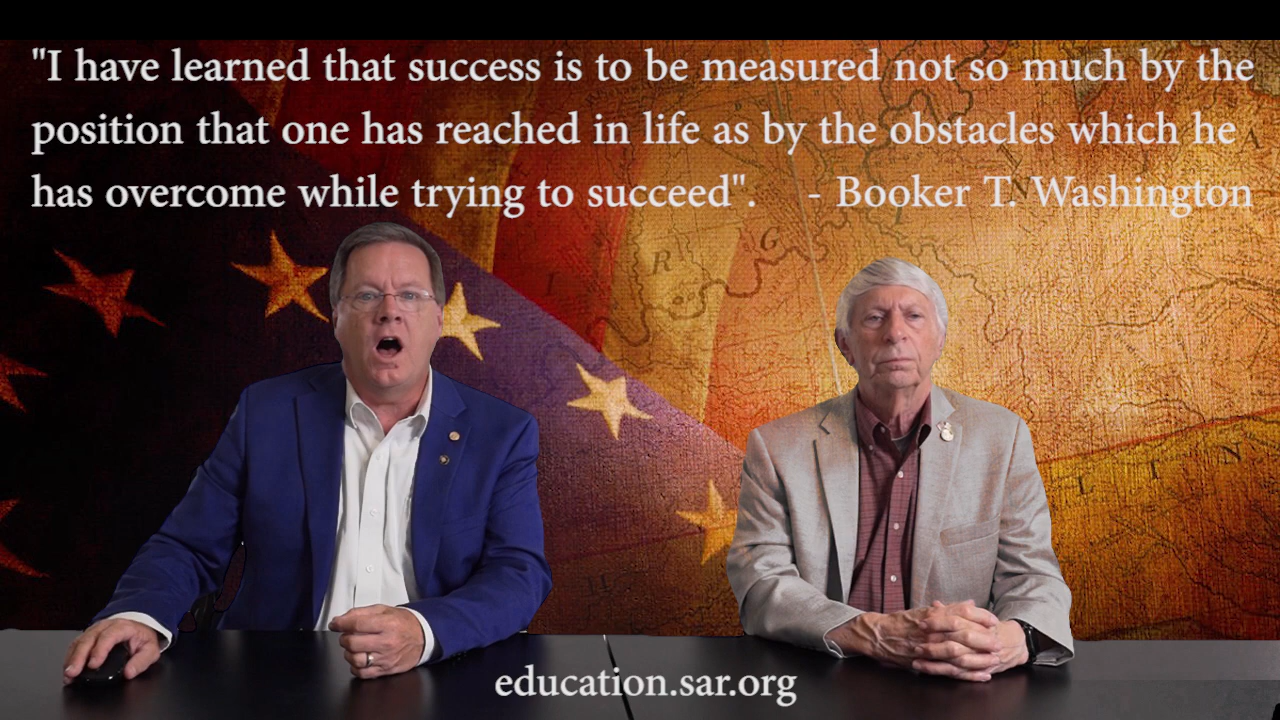 "I have learned that success is to be measured not so much by the
position that one has reached in life as by the obstacles which he
has overcome while trying to succeed". - Booker T. Washington
education.sar.org